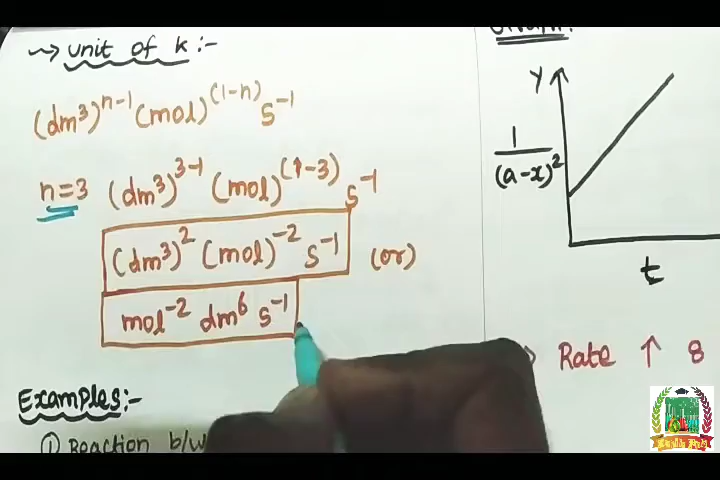 ~> unit of k:-
(dm³)ⁿ⁻¹ (mol)⁽¹⁻ⁿ⁾ s⁻¹
n=3 (dm³)³⁻¹ (mol)⁽¹⁻³⁾ s⁻¹
(dm³)² (mol)⁻² s⁻¹ (or)
mol⁻² dm⁶ s⁻¹
Examples:-
① Reaction b/w
Y
1/(a-x)²
t
Rate ↑ 8